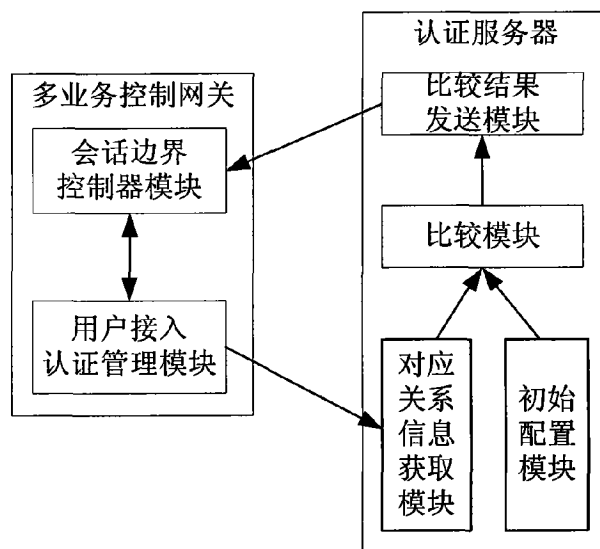 多业务控制网关
会话边界
控制器模块
用户接入
认证管理模块
认证服务器
比较结果
发送模块
比较模块
对应
关系
信息
获取
模块
初始
配置
模块